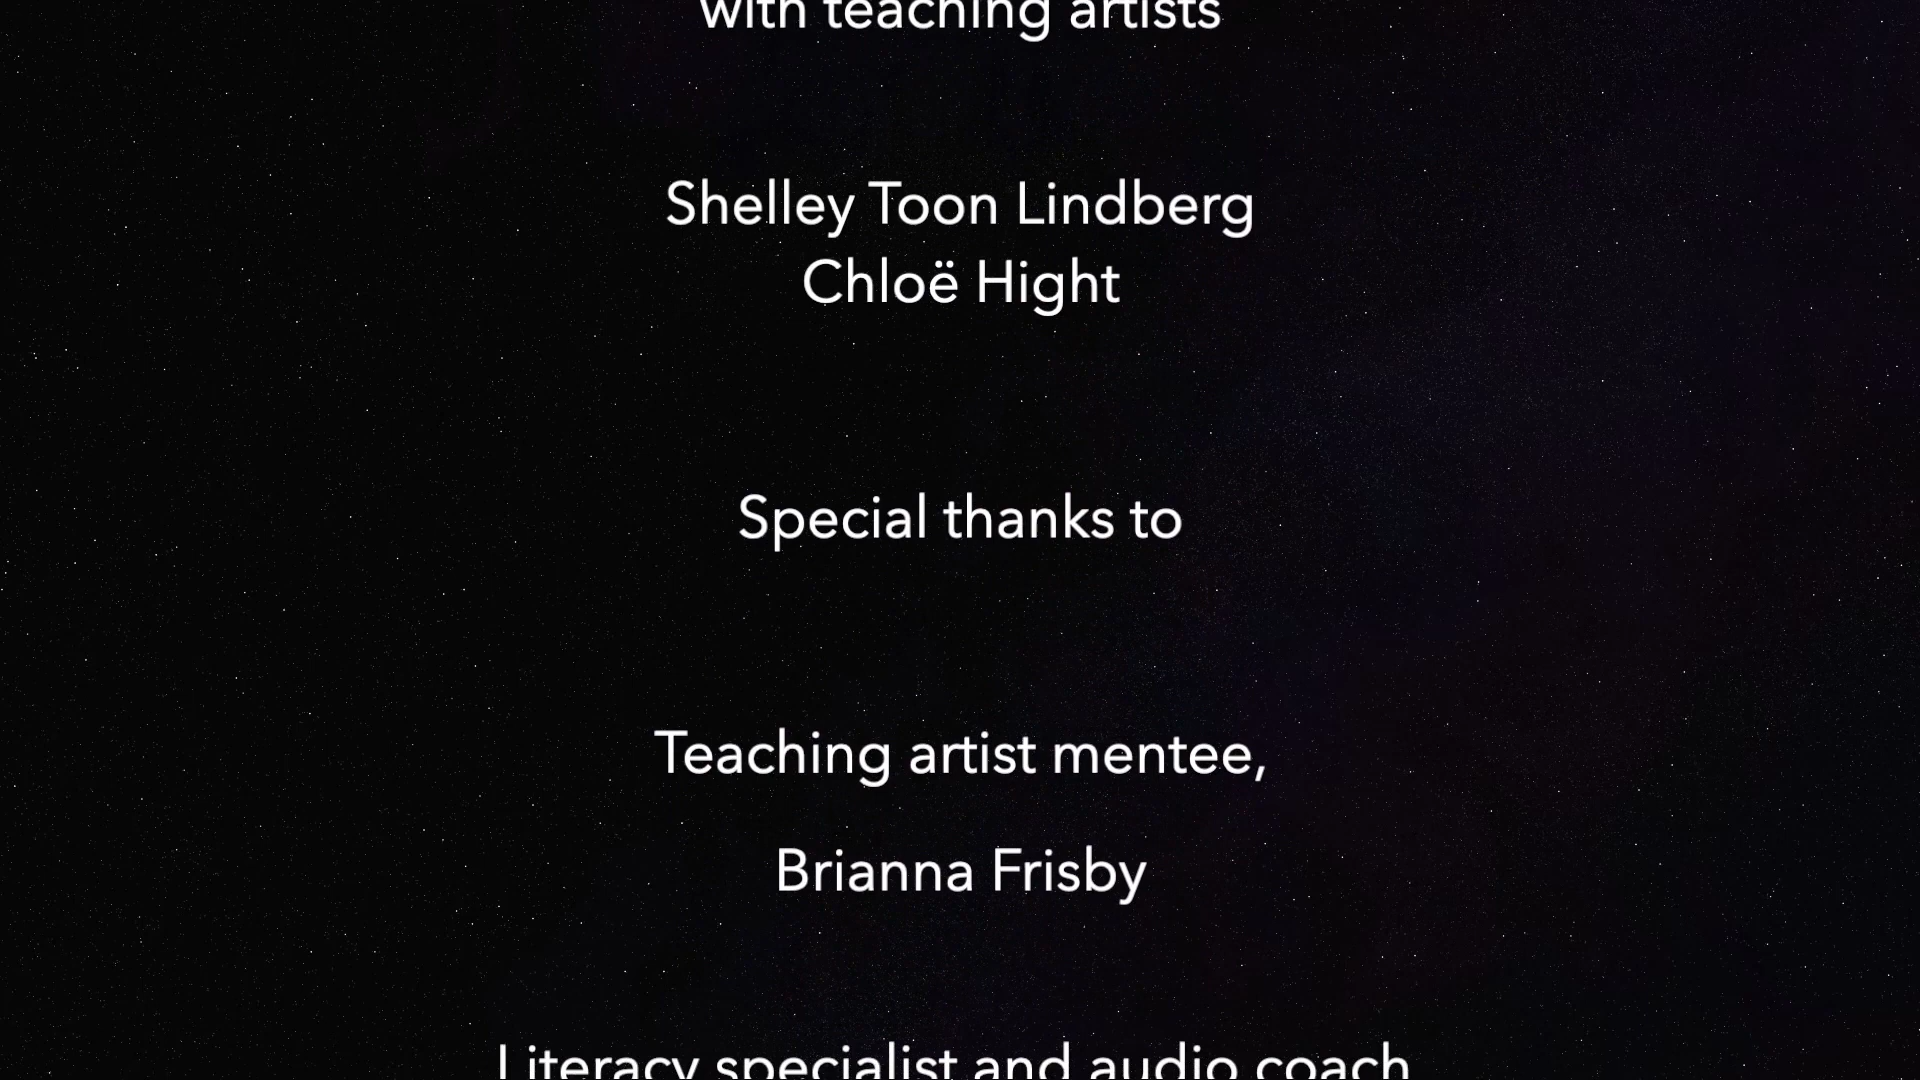 with teaching artists
Shelley Toon Lindberg
Chloë Hight
Special thanks to
Teaching artist mentee,
Brianna Frisby
Literacy specialist and audio coach